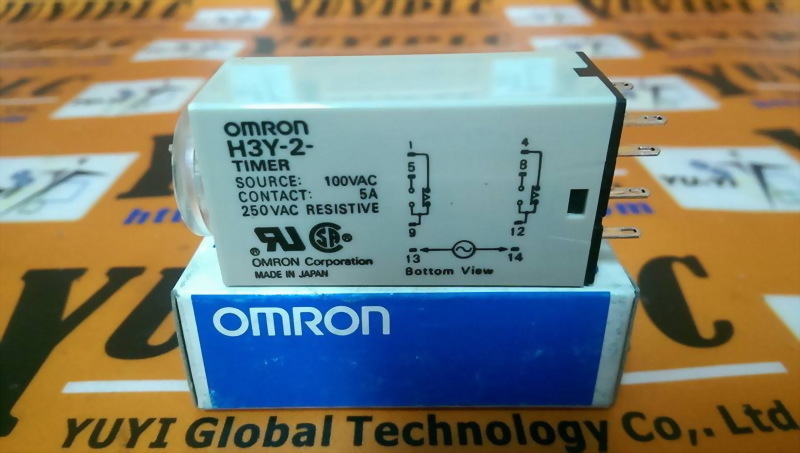 YUYIPLC
OMRON
H3Y-2-
TIMER
SOURCE: 100VAC
CONTACT: 5A
250VAC RESISTIVE
OMRON Corporation
MADE IN JAPAN
1
5
9
4
8
12
13
14
Bottom View
OMRON
YUYI Global Technology Co,. Ltd